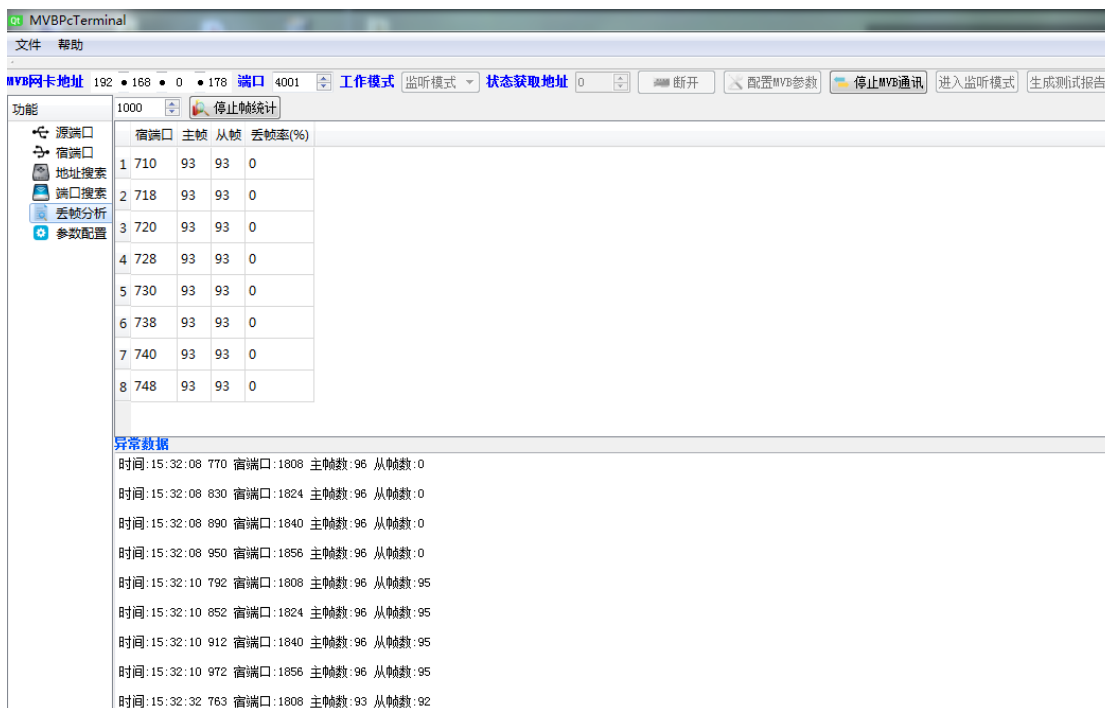 MVBPcTerminal
文件 帮助
MVB网卡地址 192 • 168 • 0 • 178 端口 4001 工作模式 监听模式 状态获取地址 0 断开 配置MVB参数 停止MVB通讯 进入监听模式 生成测试报告
功能 1000 停止帧统计
源端口
宿端口
地址搜索
端口搜索
丢帧分析
参数配置
宿端口 主帧 从帧 丢帧率(%)
1 710 93 93 0
2 718 93 93 0
3 720 93 93 0
4 728 93 93 0
5 730 93 93 0
6 738 93 93 0
7 740 93 93 0
8 748 93 93 0
异常数据
时间:15:32:08 770 宿端口:1808 主帧数:96 从帧数:0
时间:15:32:08 830 宿端口:1824 主帧数:96 从帧数:0
时间:15:32:08 890 宿端口:1840 主帧数:96 从帧数:0
时间:15:32:08 950 宿端口:1856 主帧数:96 从帧数:0
时间:15:32:10 792 宿端口:1808 主帧数:96 从帧数:95
时间:15:32:10 852 宿端口:1824 主帧数:96 从帧数:95
时间:15:32:10 912 宿端口:1840 主帧数:96 从帧数:95
时间:15:32:10 972 宿端口:1856 主帧数:96 从帧数:95
时间:15:32:32 763 宿端口:1808 主帧数:93 从帧数:92